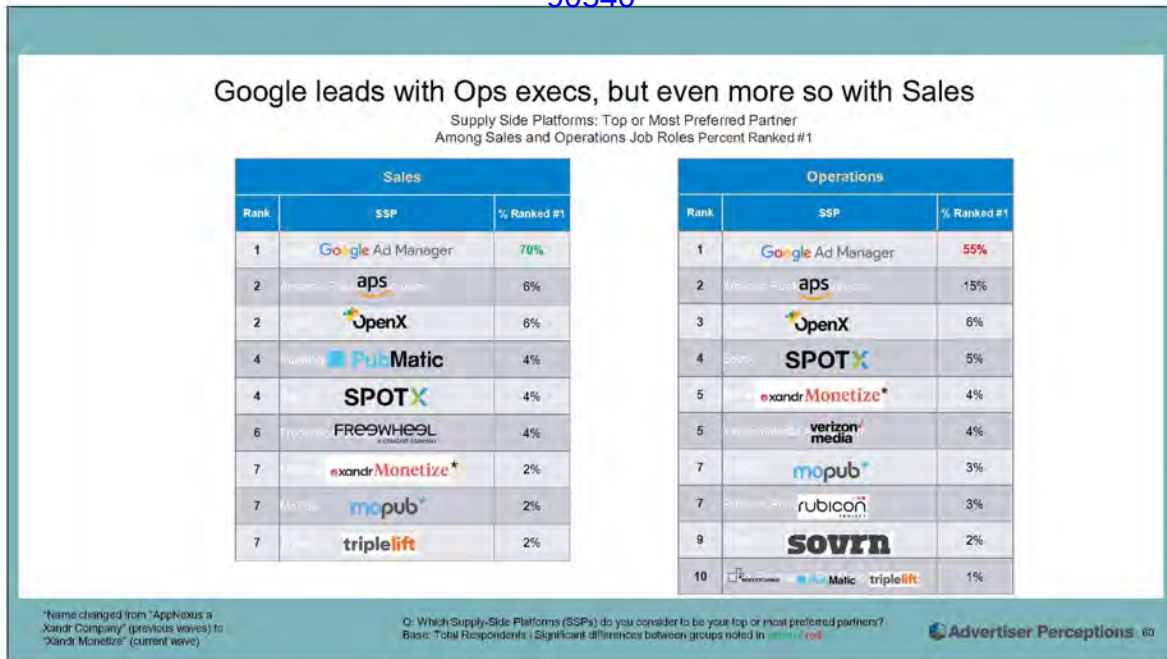 Google leads with Ops execs, but even more so with Sales
Supply Side Platforms: Top or Most Preferred Partner
Among Sales and Operations Job Roles Percent Ranked #1
Sales
Rank SSP % Ranked #1
1 Google Ad Manager 70%
2 aps 6%
2 OpenX 6%
4 PubMatic 4%
4 SPOTX 4%
6 FREEWHEEL A COMCAST COMPANY 4%
7 xandr Monetize* 2%
7 mopub 2%
7 triplelift 2%
Operations
Rank SSP % Ranked #1
1 Google Ad Manager 55%
2 aps 15%
3 OpenX 6%
4 SPOTX 5%
5 xandr Monetize* 4%
5 verizon media 4%
7 mopub 3%
7 rubicon PROJECT 3%
9 sovrn 2%
10 PubMatic triplelift 1%
*Name changed from "AppNexus a
Xandr Company" (previous waves) to
"Xandr Monetize" (current wave)
Q: Which Supply-Side Platforms (SSPs) do you consider to be your top or most preferred partners?
Base: Total Respondents | Significant differences between groups noted in green / red
Advertiser Perceptions 60